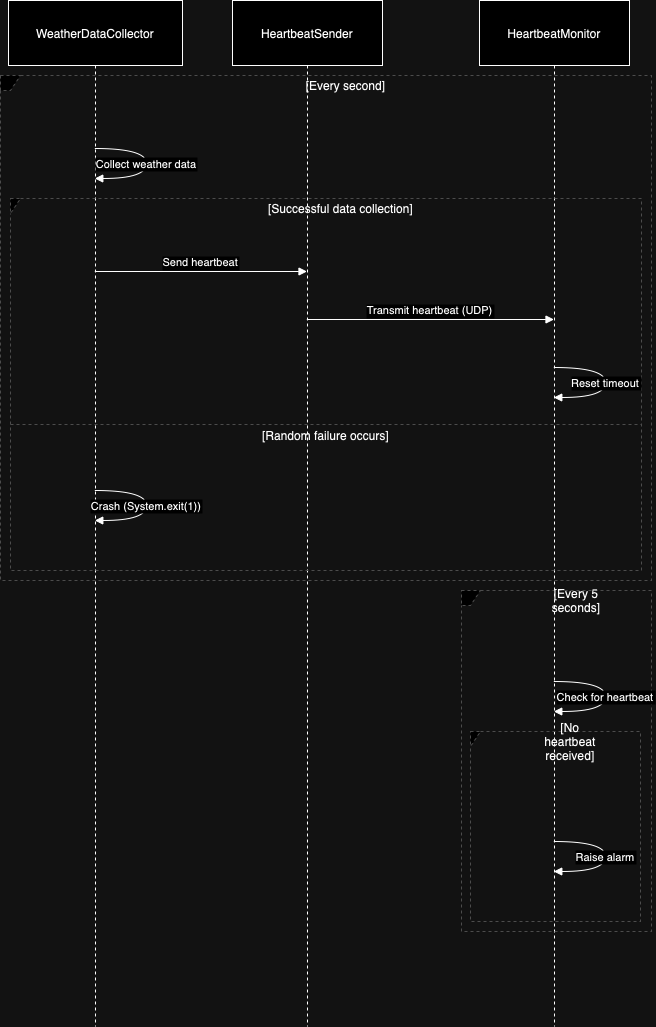 WeatherDataCollector
HeartbeatSender
HeartbeatMonitor
[Every second]
Collect weather data
[Successful data collection]
Send heartbeat
Transmit heartbeat (UDP)
Reset timeout
[Random failure occurs]
Crash (System.exit(1))
[Every 5
seconds]
Check for heartbeat
[No
heartbeat
received]
Raise alarm